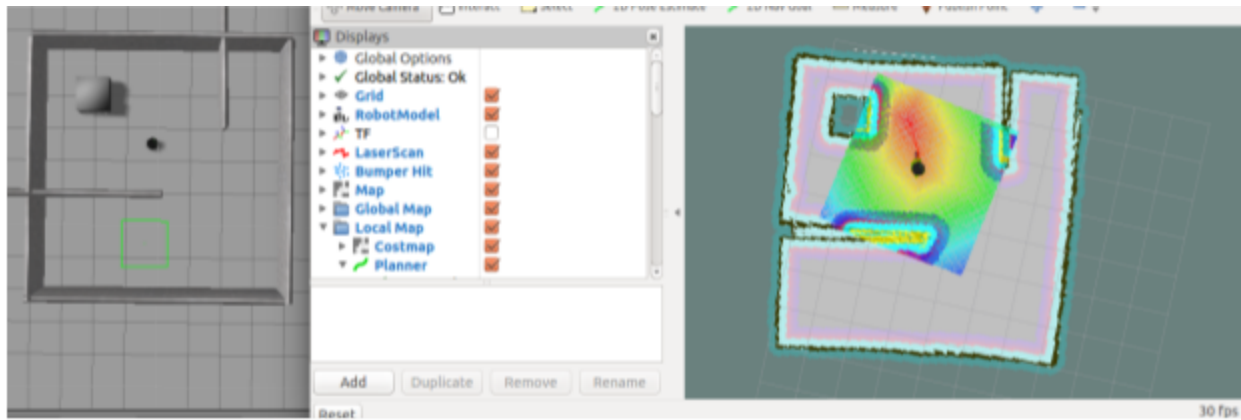 Move Camera Interact Select 2D Pose Estimate 2D Nav Goal Measure Publish Point
Displays
Global Options
Global Status: Ok
Grid
RobotModel
TF
LaserScan
Bumper Hit
Map
Global Map
Local Map
Costmap
Planner
Add Duplicate Remove Rename
Reset
30 fps